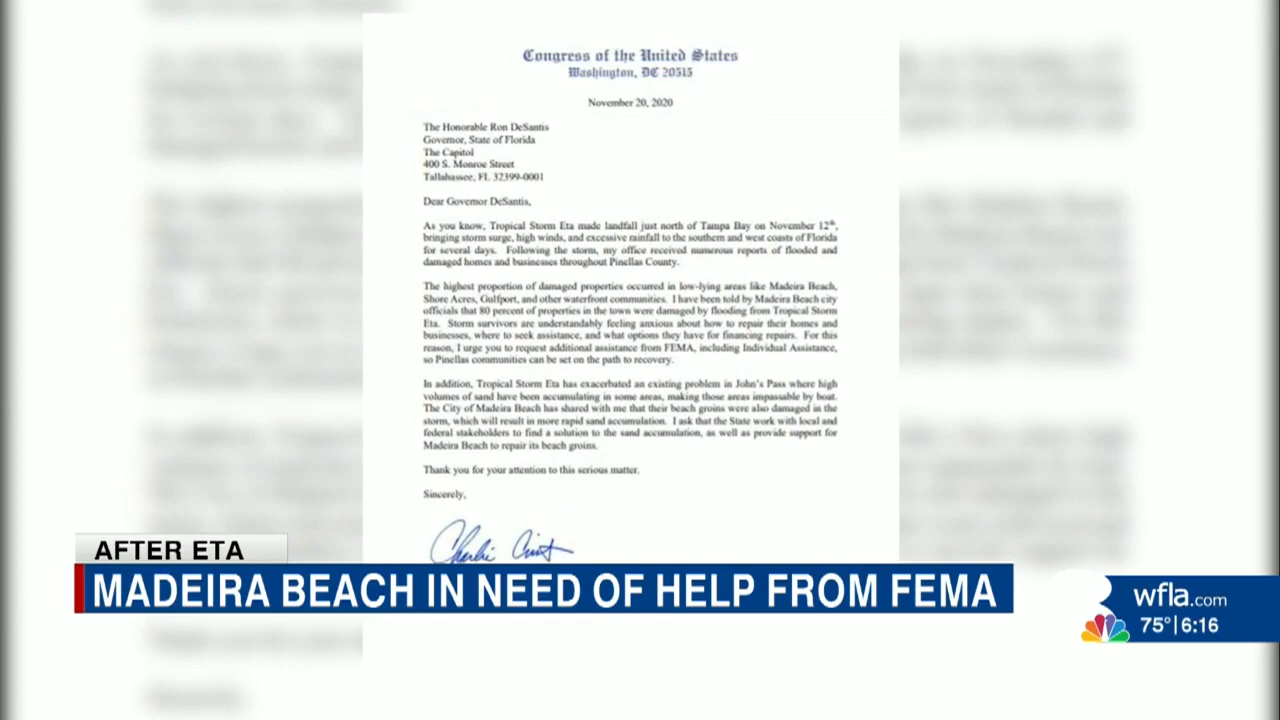 Congress of the United States
Washington, DC 20515
November 20, 2020
The Honorable Ron DeSantis
Governor, State of Florida
The Capitol
400 S. Monroe Street
Tallahassee, FL 32399-0001
Dear Governor DeSantis,
As you know, Tropical Storm Eta made landfall just north of Tampa Bay on November 12th,
bringing storm surge, high winds, and excessive rainfall to the southern and west coasts of Florida
for several days. Following the storm, my office received numerous reports of flooded and
damaged homes and businesses throughout Pinellas County.
The highest proportion of damaged properties occurred in low-lying areas like Madeira Beach,
Shore Acres, Gulfport, and other waterfront communities. I have been told by Madeira Beach city
officials that 80 percent of properties in the town were damaged by flooding from Tropical Storm
Eta. Storm survivors are understandably feeling anxious about how to repair their homes and
businesses, where to seek assistance, and what options they have for financing repairs. For this
reason, I urge you to request additional assistance from FEMA, including Individual Assistance,
so Pinellas communities can be set on the path to recovery.
In addition, Tropical Storm Eta has exacerbated an existing problem in John's Pass where high
volumes of sand have been accumulating in some areas, making those areas impassable by boat.
The City of Madeira Beach has shared with me that their beach groins were also damaged in the
storm, which will result in more rapid sand accumulation. I ask that the State work with local and
federal stakeholders to find a solution to the sand accumulation, as well as provide support for
Madeira Beach to repair its beach groins.
Thank you for your attention to this serious matter.
Sincerely,
Charlie Crist
AFTER ETA
MADEIRA BEACH IN NEED OF HELP FROM FEMA
8
wfla.com
75° | 6:16